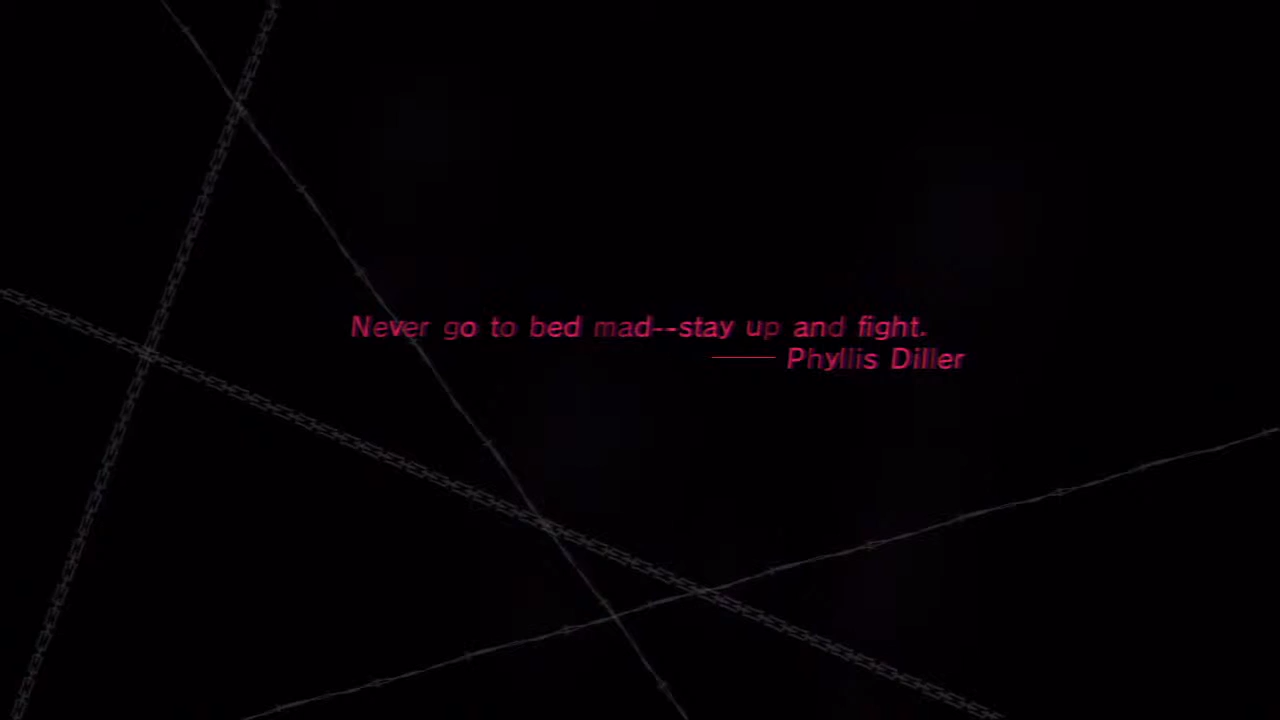 Never go to bed mad--stay up and fight.
—— Phyllis Diller